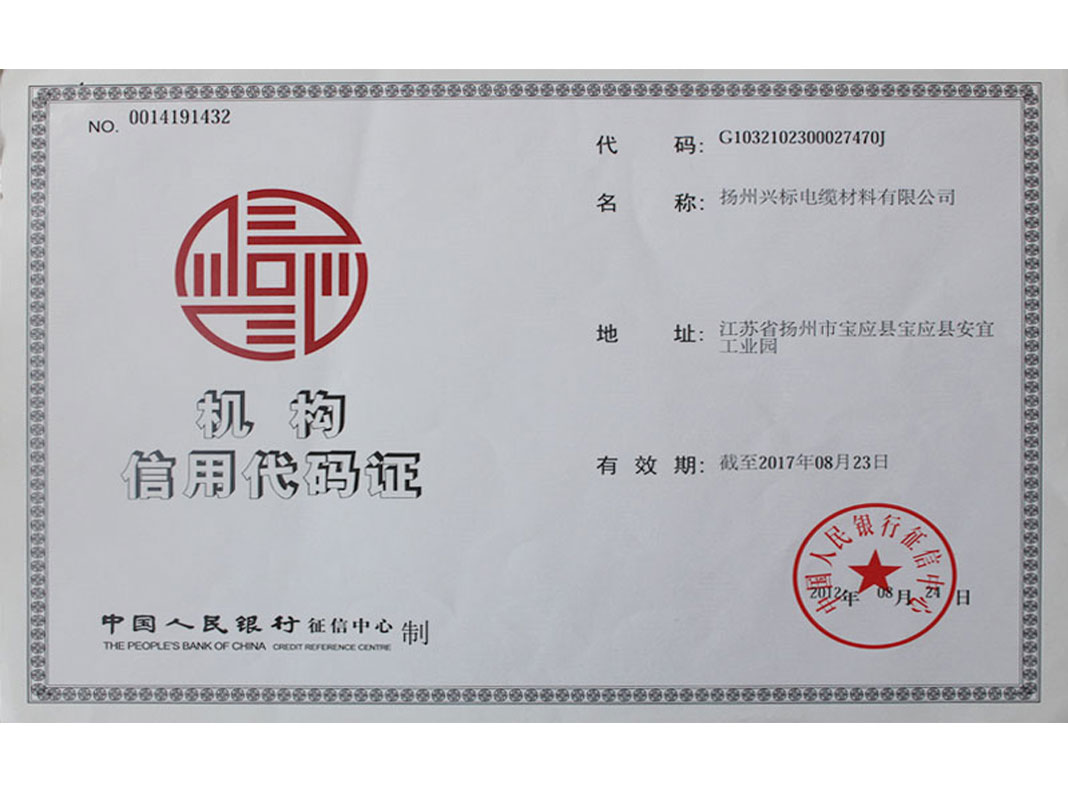 NO. 0014191432
机构
信用代码证
中国人民银行征信中心 制
THE PEOPLE'S BANK OF CHINA CREDIT REFERENCE CENTRE
代码: G1032102300027470J
名称: 扬州兴标电缆材料有限公司
地址: 江苏省扬州市宝应县宝应县安宜
工业园
有效期: 截至2017年08月23日
中国人民银行征信中心
2012年 08月 24日